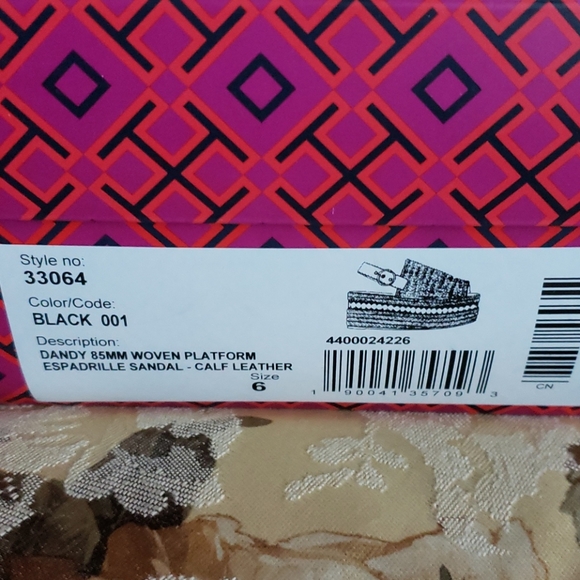 Style no:
33064
Color/Code:
BLACK 001
Description:
DANDY 85MM WOVEN PLATFORM
ESPADRILLE SANDAL - CALF LEATHER
Size
6
4400024226
1 90041 35709 3
CN